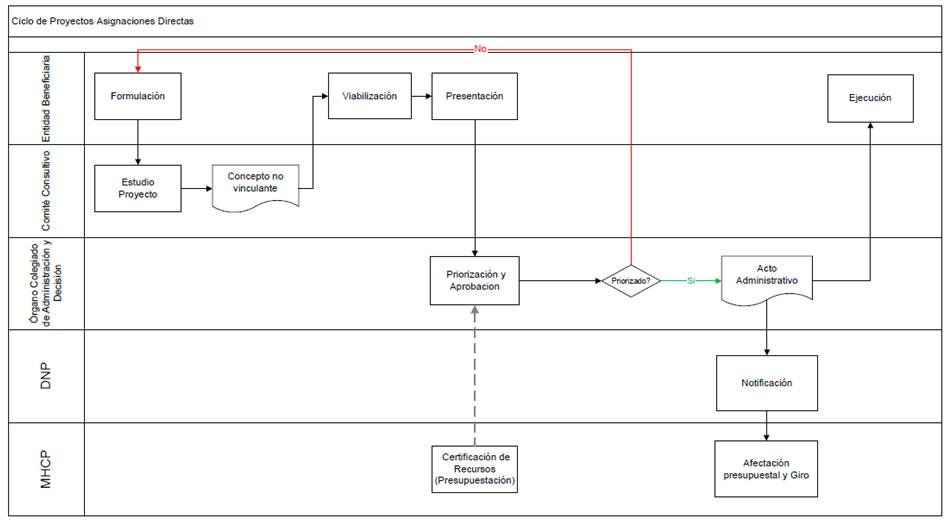 Ciclo de Proyectos Asignaciones Directas
No
Entidad Beneficiaria
Formulación
Viabilización
Presentación
Ejecución
Comité Consultivo
Estudio
Proyecto
Concepto no
vinculante
Órgano Colegiado
de Administración y
Decisión
Priorización y
Aprobacion
Priorizado?
Si
Acto
Administrativo
DNP
Notificación
MHCP
Certificación de
Recursos
(Presupuestación)
Afectación
presupuestal y Giro